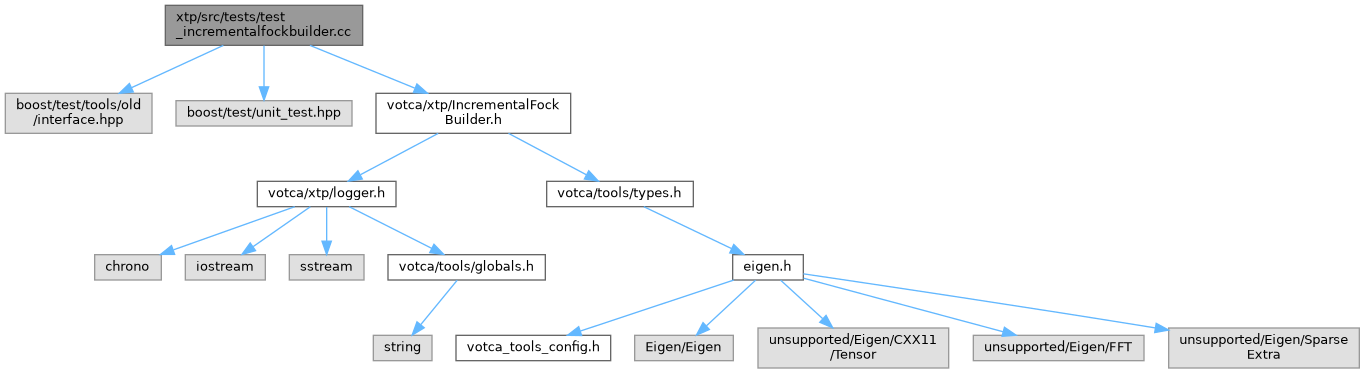 xtp/src/tests/test
_incrementalfockbuilder.cc
boost/test/tools/old
/interface.hpp
boost/test/unit_test.hpp
votca/xtp/IncrementalFock
Builder.h
votca/xtp/logger.h
votca/tools/types.h
chrono
iostream
sstream
votca/tools/globals.h
eigen.h
string
votca_tools_config.h
Eigen/Eigen
unsupported/Eigen/CXX11
/Tensor
unsupported/Eigen/FFT
unsupported/Eigen/Sparse
Extra